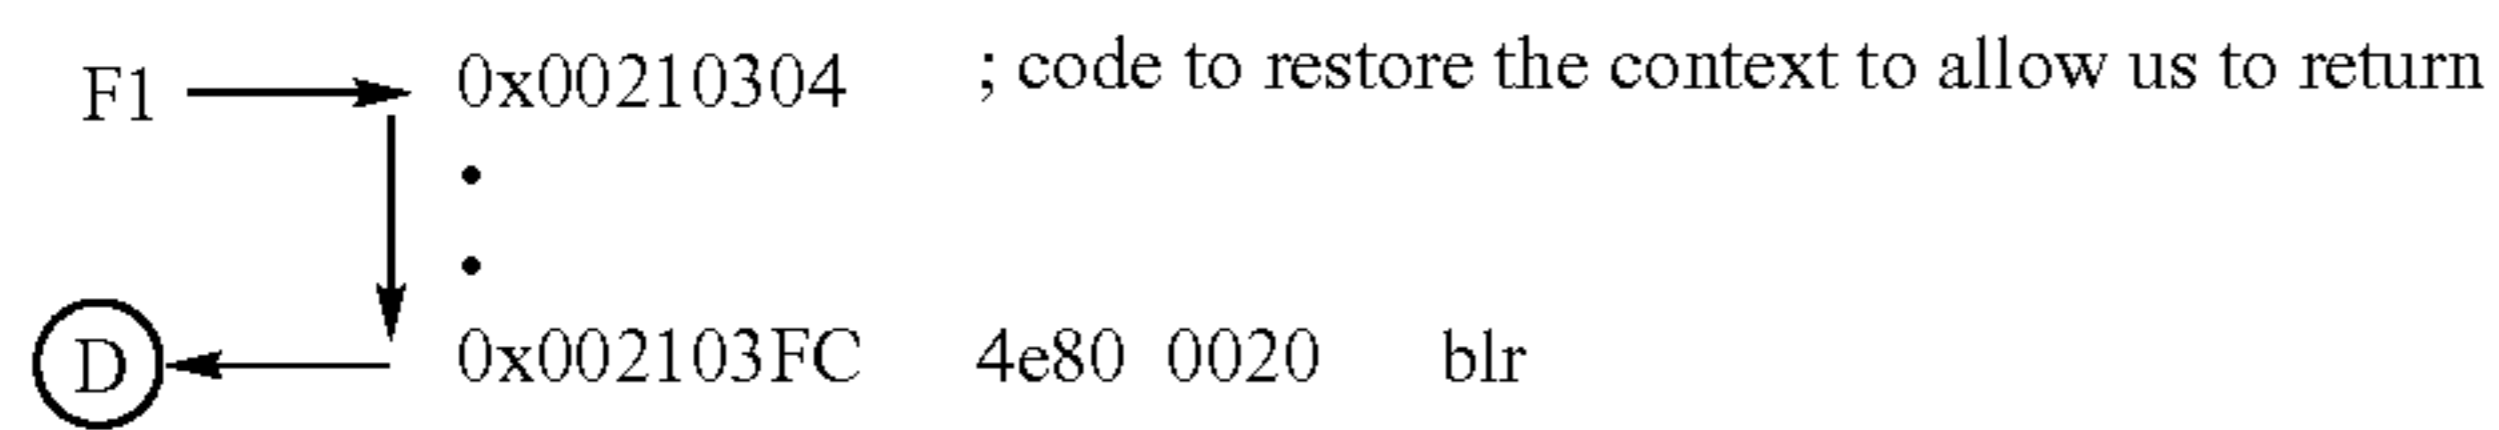 F1 0x00210304 ; code to restore the context to allow us to return
•
•
D 0x002103FC 4e80 0020 blr